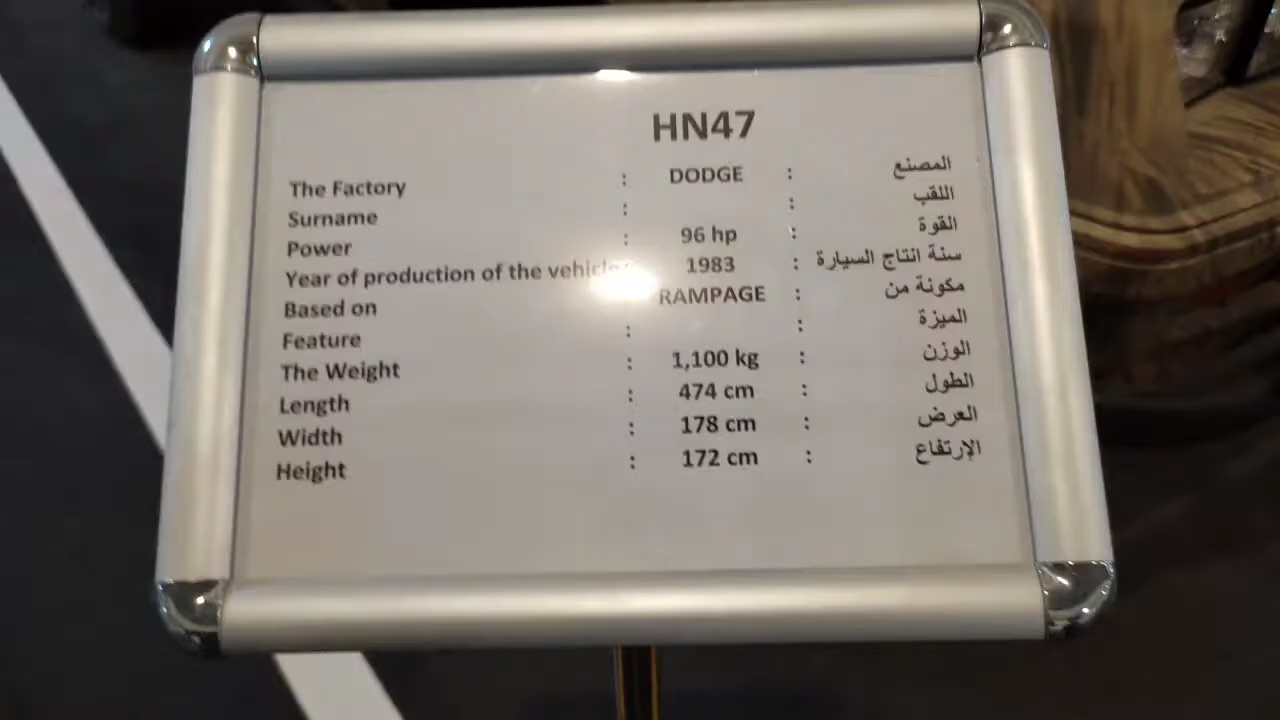 HN47
The Factory : DODGE : المصنع
Surname : : اللقب
Power : 96 hp : القوة
Year of production of the vehicle 1983 : سنة انتاج السيارة
Based on RAMPAGE : مكونة من
Feature : : الميزة
The Weight : 1,100 kg : الوزن
Length : 474 cm : الطول
Width : 178 cm : العرض
Height : 172 cm : الإرتفاع